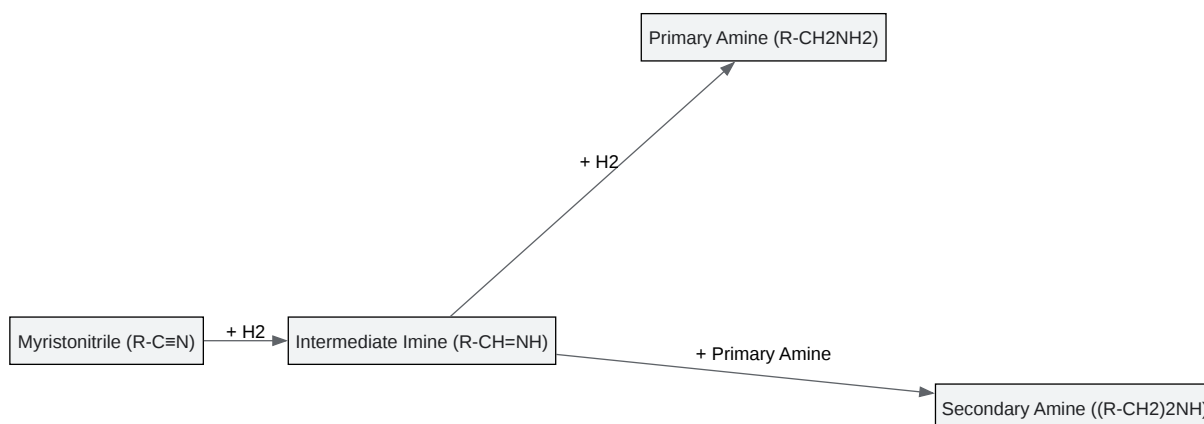 Primary Amine (R-CH2NH2)
+ H2
Myristonitrile (R-C≡N)
+ H2
Intermediate Imine (R-CH=NH)
+ Primary Amine
Secondary Amine ((R-CH2)2NH)